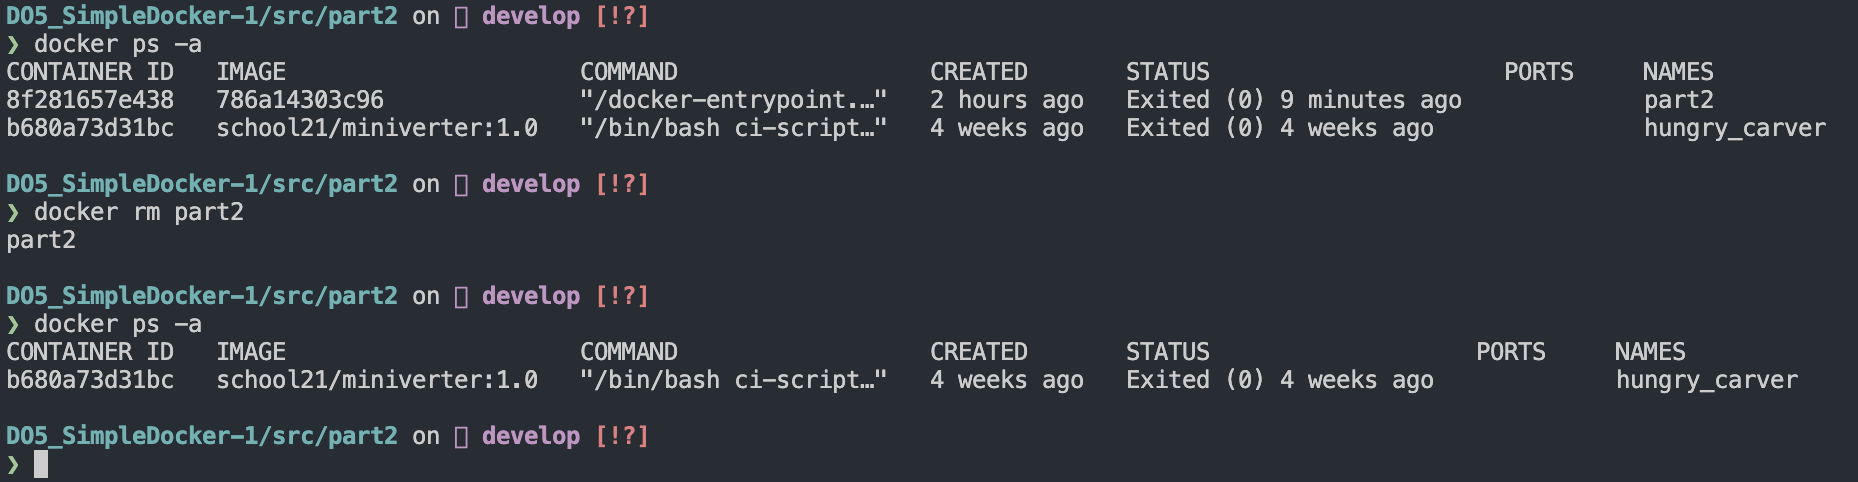 DO5_SimpleDocker-1/src/part2 on develop [!?]
❯ docker ps -a
CONTAINER ID IMAGE COMMAND CREATED STATUS PORTS NAMES
8f281657e438 786a14303c96 "/docker-entrypoint.…" 2 hours ago Exited (0) 9 minutes ago part2
b680a73d31bc school21/miniverter:1.0 "/bin/bash ci-script…" 4 weeks ago Exited (0) 4 weeks ago hungry_carver
DO5_SimpleDocker-1/src/part2 on develop [!?]
❯ docker rm part2
part2
DO5_SimpleDocker-1/src/part2 on develop [!?]
❯ docker ps -a
CONTAINER ID IMAGE COMMAND CREATED STATUS PORTS NAMES
b680a73d31bc school21/miniverter:1.0 "/bin/bash ci-script…" 4 weeks ago Exited (0) 4 weeks ago hungry_carver
DO5_SimpleDocker-1/src/part2 on develop [!?]
❯